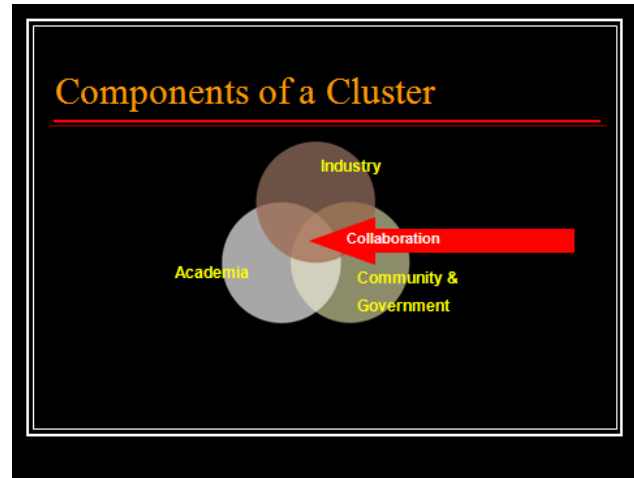 Components of a Cluster
Industry
Collaboration
Academia
Community &
Government